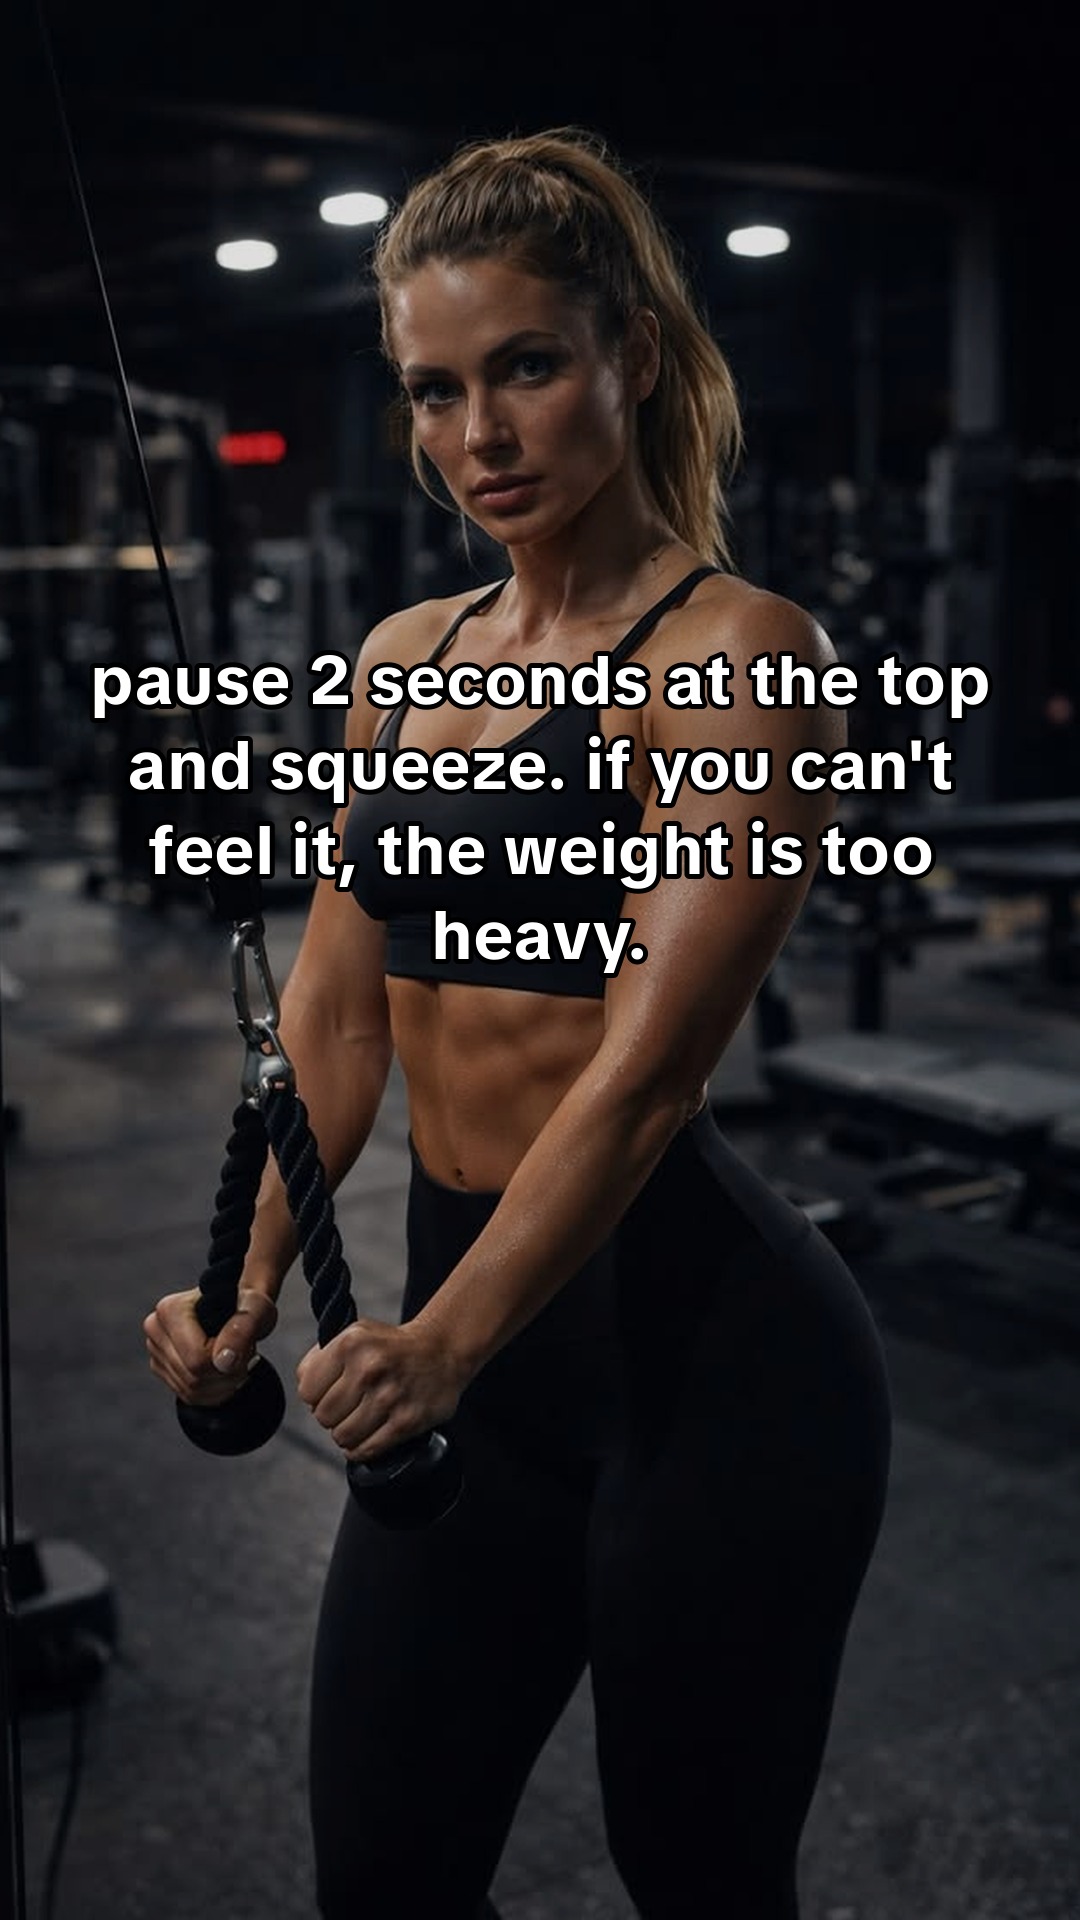 pause 2 seconds at the top
and squeeze. if you can't
feel it, the weight is too
heavy.